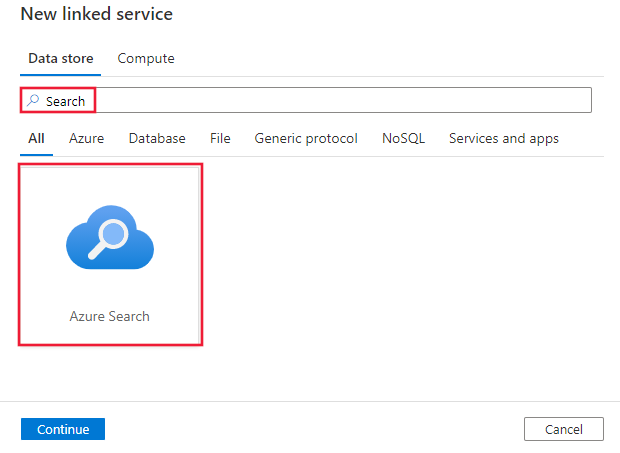 New linked service
Data store Compute
Search
All Azure Database File Generic protocol NoSQL Services and apps
Azure Search
Continue Cancel